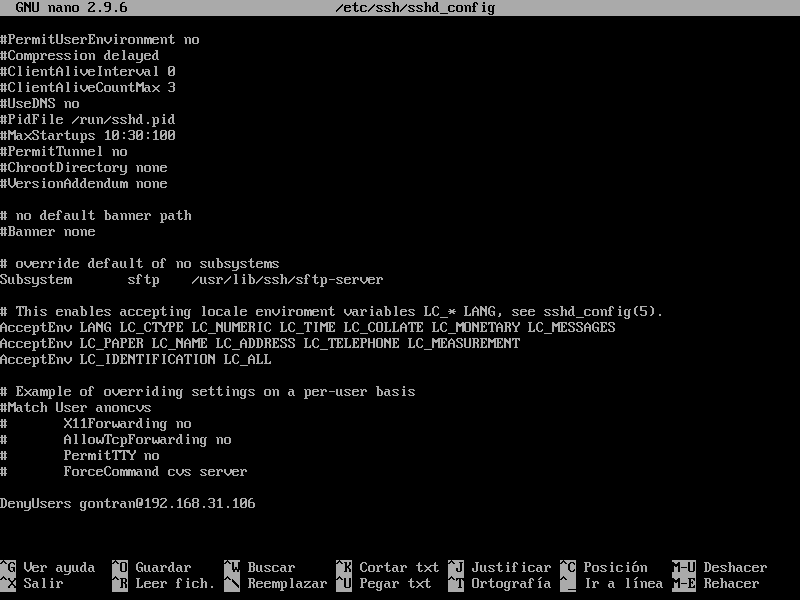 GNU nano 2.9.6 /etc/ssh/sshd_config
#PermitUserEnvironment no
#Compression delayed
#ClientAliveInterval 0
#ClientAliveCountMax 3
#UseDNS no
#PidFile /run/sshd.pid
#MaxStartups 10:30:100
#PermitTunnel no
#ChrootDirectory none
#VersionAddendum none
# no default banner path
#Banner none
# override default of no subsystems
Subsystem sftp /usr/lib/ssh/sftp-server
# This enables accepting locale enviroment variables LC_* LANG, see sshd_config(5).
AcceptEnv LANG LC_CTYPE LC_NUMERIC LC_TIME LC_COLLATE LC_MONETARY LC_MESSAGES
AcceptEnv LC_PAPER LC_NAME LC_ADDRESS LC_TELEPHONE LC_MEASUREMENT
AcceptEnv LC_IDENTIFICATION LC_ALL
# Example of overriding settings on a per-user basis
#Match User anoncvs
# X11Forwarding no
# AllowTcpForwarding no
# PermitTTY no
# ForceCommand cvs server
DenyUsers gontran@192.168.31.106
^G Ver ayuda ^O Guardar ^W Buscar ^K Cortar txt ^J Justificar ^C Posición M-U Deshacer
^X Salir ^R Leer fich. ^\ Reemplazar ^U Pegar txt ^T Ortografía ^_ Ir a línea M-E Rehacer